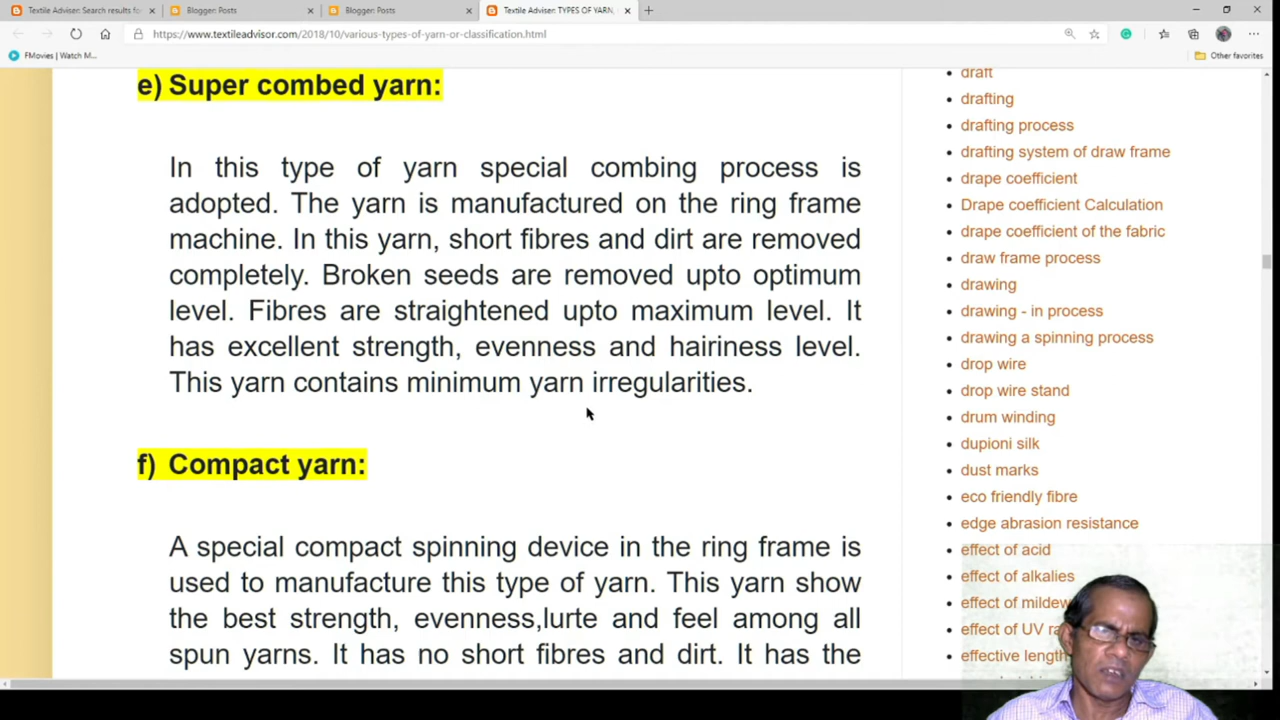 Textile Adviser: Search results fo
Blogger: Posts
Blogger: Posts
Textile Adviser: TYPES OF YARN,
https://www.textileadvisor.com/2018/10/various-types-of-yarn-or-classification.html
FMovies | Watch M...
Other favorites
e) Super combed yarn:
In this type of yarn special combing process is
adopted. The yarn is manufactured on the ring frame
machine. In this yarn, short fibres and dirt are removed
completely. Broken seeds are removed upto optimum
level. Fibres are straightened upto maximum level. It
has excellent strength, evenness and hairiness level.
This yarn contains minimum yarn irregularities.
f) Compact yarn:
A special compact spinning device in the ring frame is
used to manufacture this type of yarn. This yarn show
the best strength, evenness,lurte and feel among all
spun yarns. It has no short fibres and dirt. It has the
draft
drafting
drafting process
drafting system of draw frame
drape coefficient
Drape coefficient Calculation
drape coefficient of the fabric
draw frame process
drawing
drawing - in process
drawing a spinning process
drop wire
drop wire stand
drum winding
dupioni silk
dust marks
eco friendly fibre
edge abrasion resistance
effect of acid
effect of alkalies
effect of mildew
effect of UV ra
effective length